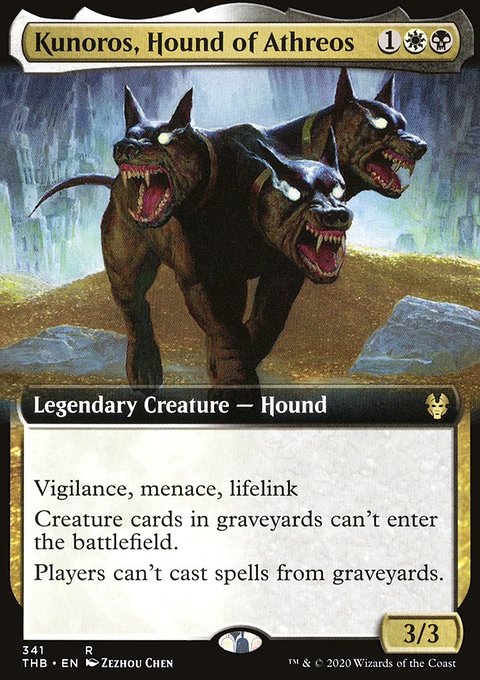 Kunoros, Hound of Athreos 1
Legendary Creature — Hound
Vigilance, menace, lifelink
Creature cards in graveyards can't enter
the battlefield.
Players can't cast spells from graveyards.
3/3
341 R
THB • EN Zezhou Chen
™ & © 2020 Wizards of the Coast